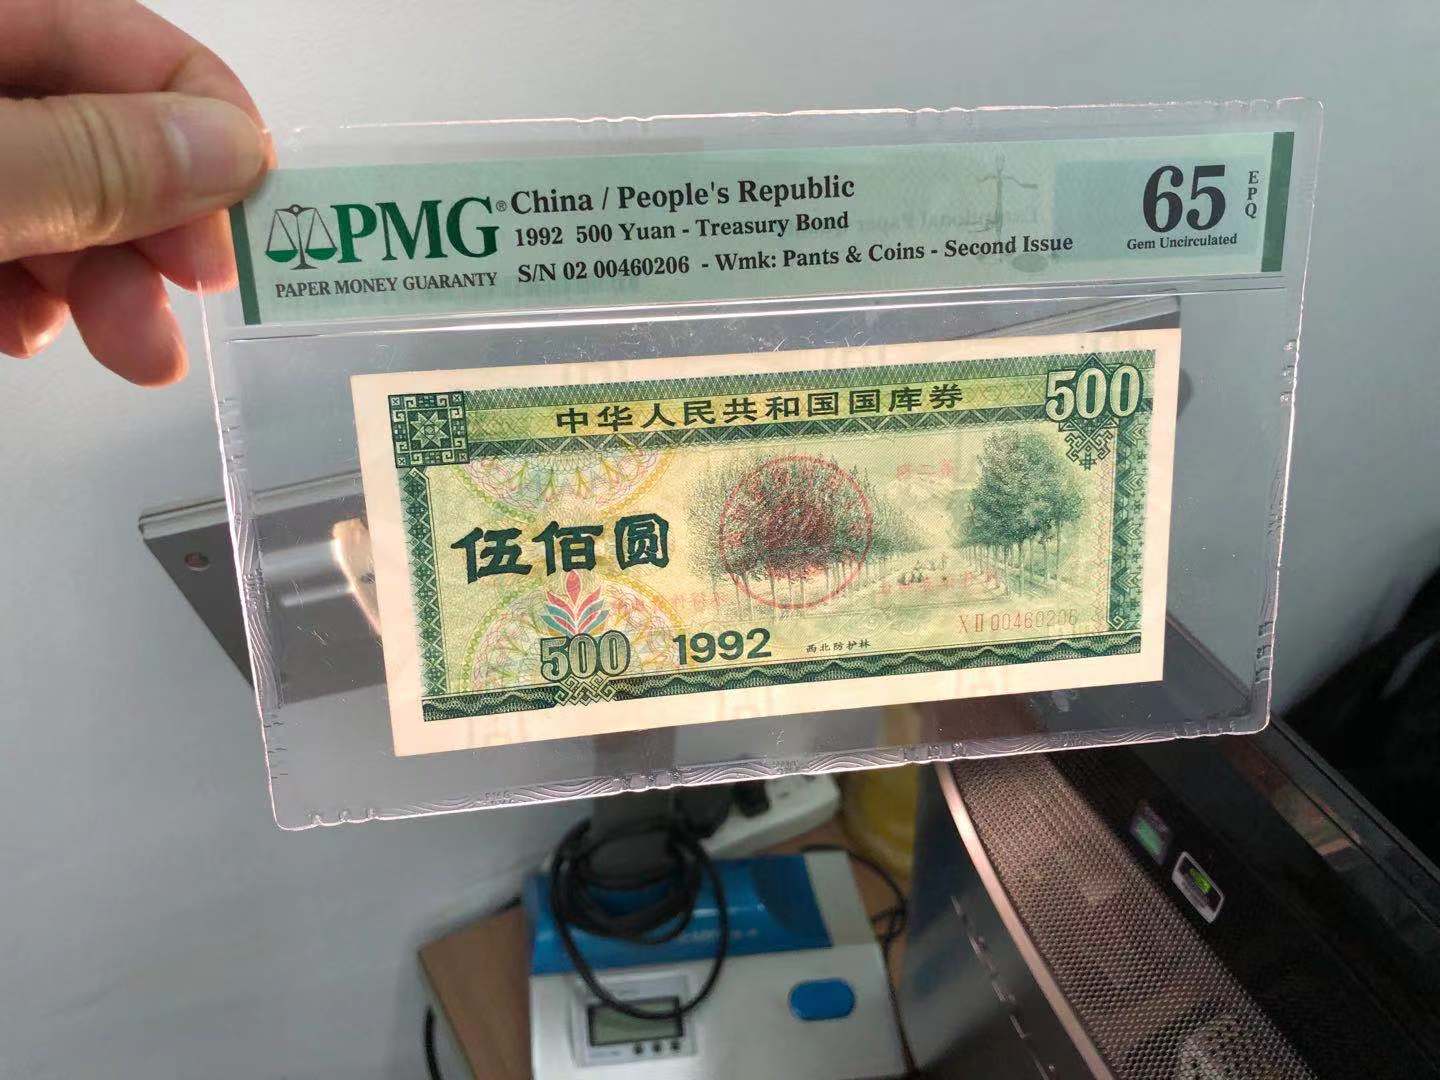 PMG®
PAPER MONEY GUARANTY
China / People's Republic
1992 500 Yuan - Treasury Bond
S/N 02 00460206 - Wmk: Pants & Coins - Second Issue
65
EPQ
Gem Uncirculated
中华人民共和国国库券
500
伍佰圆
500
1992
西北防护林
XII 00460206